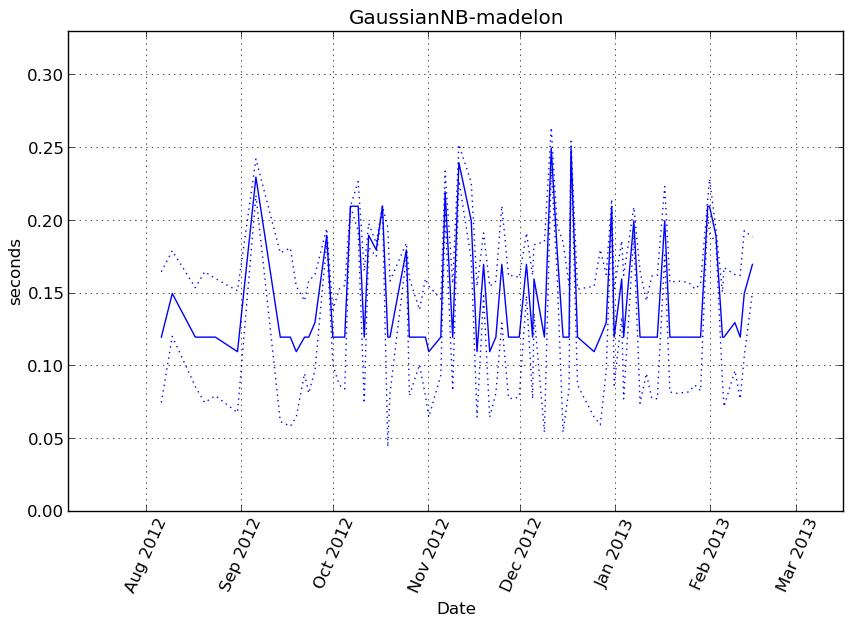 GaussianNB-madelon
0.30
0.25
0.20
0.15
0.10
0.05
0.00
seconds
Aug 2012
Sep 2012
Oct 2012
Nov 2012
Dec 2012
Jan 2013
Feb 2013
Mar 2013
Date